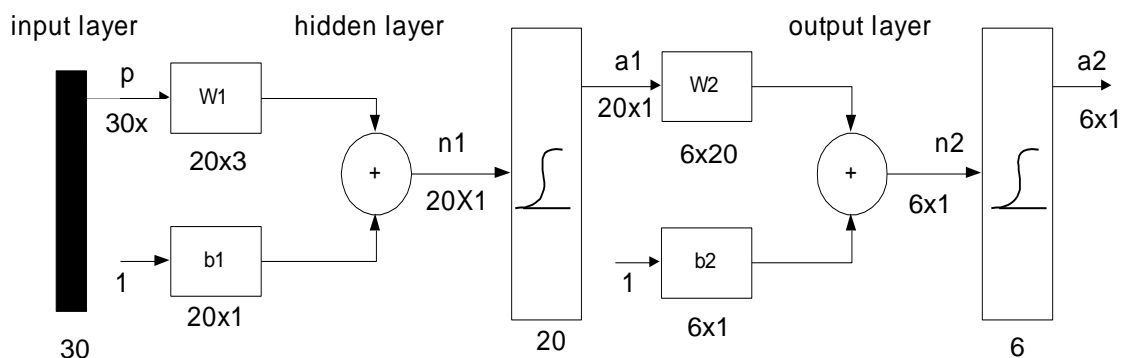 input layer
hidden layer
output layer
p
30x
W1
20x3
1
b1
20x1
+
n1
20X1
20
a1
20x1
W2
6x20
1
b2
6x1
+
n2
6x1
6
a2
6x1
30